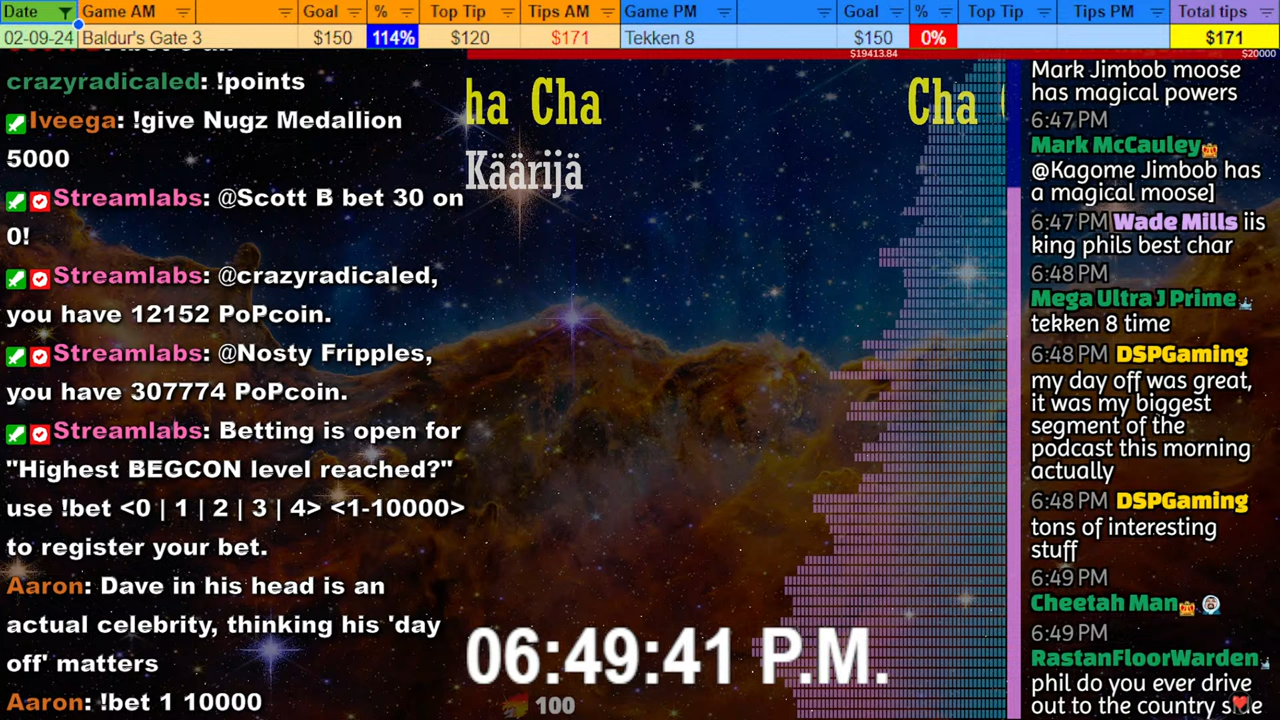 Date Game AM Goal % Top Tip Tips AM Game PM Goal % Top Tip Tips PM Total tips
02-09-24 Baldur's Gate 3 $150 114% $120 $171 Tekken 8 $150 0% $171
$19413.84 $20000
crazyradicaled: !points
Iveega: !give Nugz Medallion
5000
Streamlabs: @Scott B bet 30 on
0!
Streamlabs: @crazyradicaled,
you have 12152 PoPcoin.
Streamlabs: @Nosty Fripples,
you have 307774 PoPcoin.
Streamlabs: Betting is open for
"Highest BEGCON level reached?"
use !bet <0 | 1 | 2 | 3 | 4> <1-10000>
to register your bet.
Aaron: Dave in his head is an
actual celebrity, thinking his 'day
off' matters
Aaron: !bet 1 10000
ha Cha Cha
Käärijä
06:49:41 P.M.
100
Mark Jimbob moose
has magical powers
6:47 PM
Mark McCauley
@Kagome Jimbob has
a magical moose]
6:47 PM Wade Mills iis
king phils best char
6:48 PM
Mega Ultra J Prime
tekken 8 time
6:48 PM DSPGaming
my day off was great,
it was my biggest
segment of the
podcast this morning
actually
6:48 PM DSPGaming
tons of interesting
stuff
6:49 PM
Cheetah Man
6:49 PM
RastanFloorWarden
phil do you ever drive
out to the country side